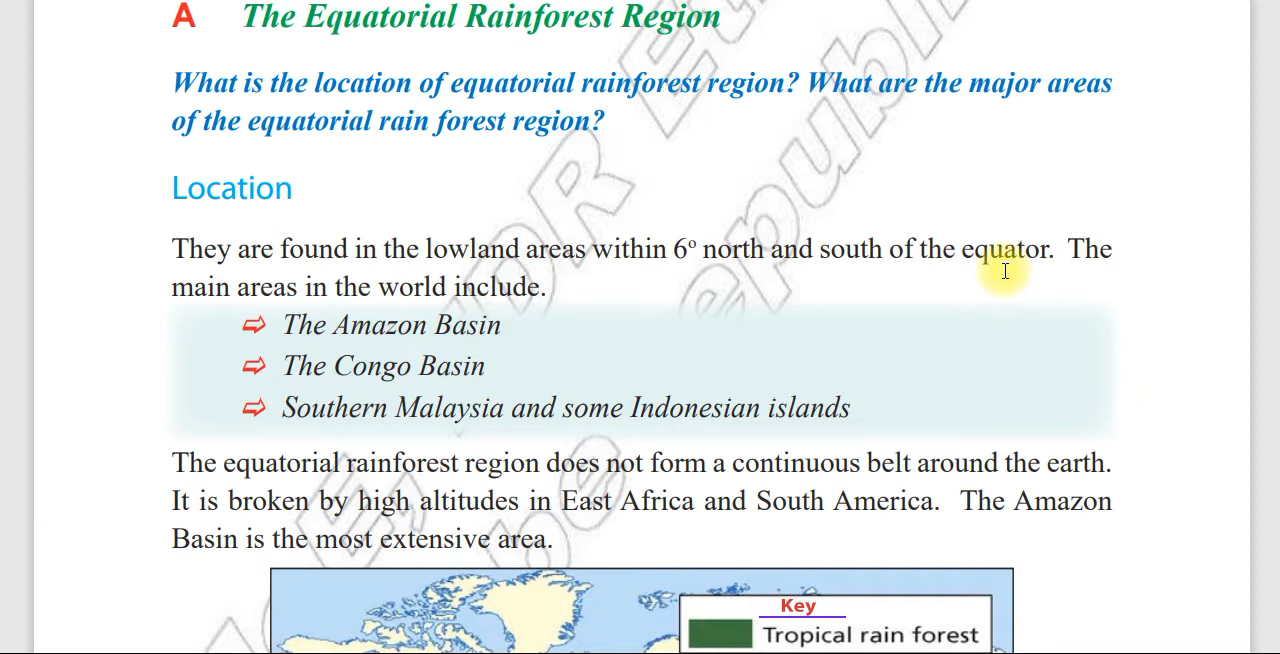 A The Equatorial Rainforest Region
What is the location of equatorial rainforest region? What are the major areas
of the equatorial rain forest region?
Location
They are found in the lowland areas within 6º north and south of the equator. The
main areas in the world include.
The Amazon Basin
The Congo Basin
Southern Malaysia and some Indonesian islands
The equatorial rainforest region does not form a continuous belt around the earth.
It is broken by high altitudes in East Africa and South America. The Amazon
Basin is the most extensive area.
Key
Tropical rain forest